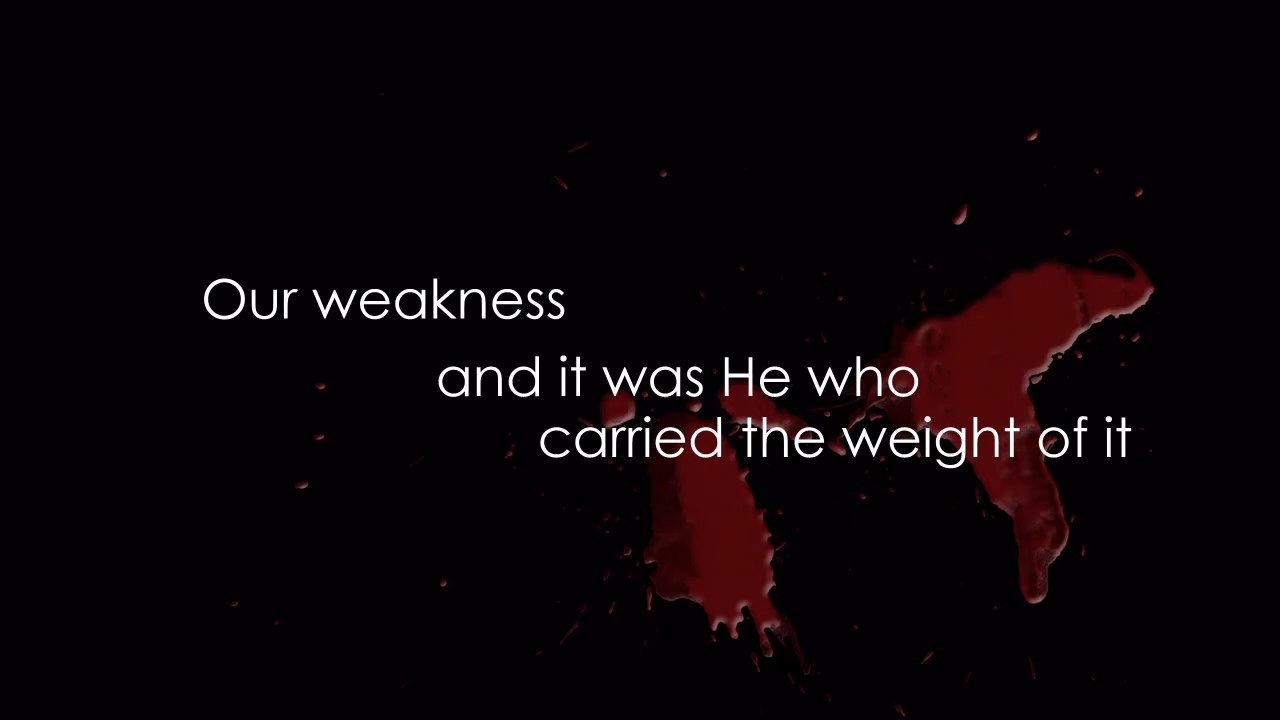 Our weakness
and it was He who
carried the weight of it